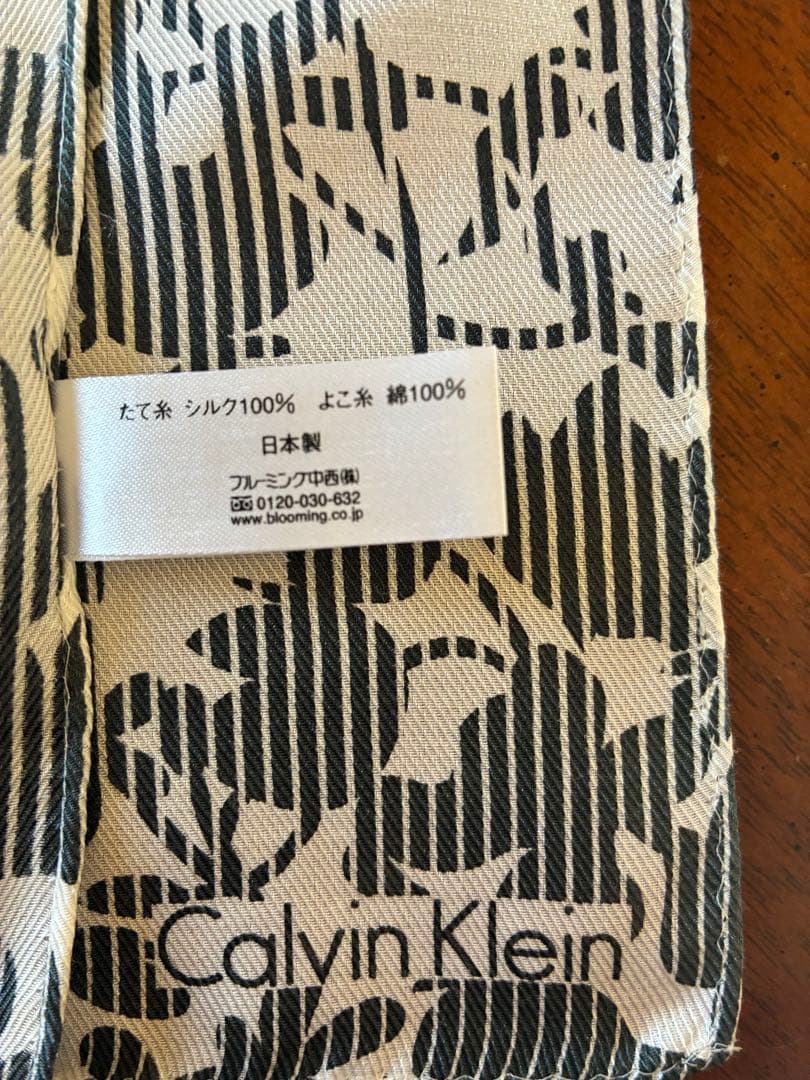 たて糸 シルク100% よこ糸 綿100%
日本製
ブルーミング中西㈱
0120-030-632
www.blooming.co.jp
Calvin Klein